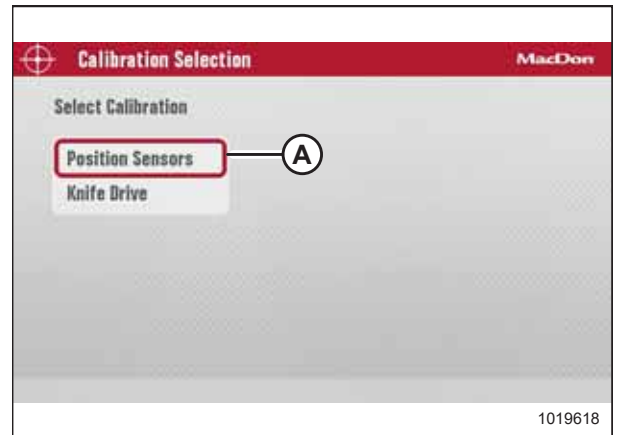 Calibration Selection
MacDon
Select Calibration
Position Sensors
A
Knife Drive
1019618